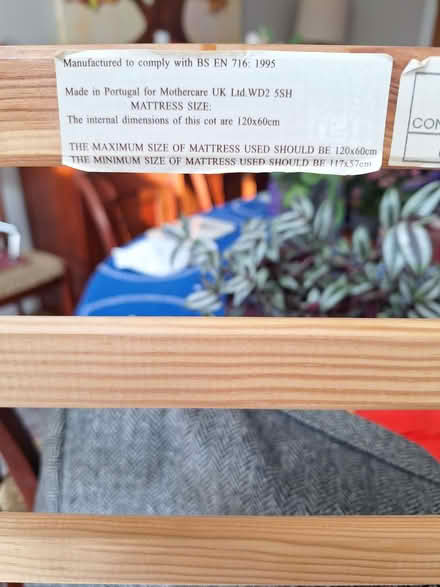 Manufactured to comply with BS EN 716: 1995
Made in Portugal for Mothercare UK Ltd.WD2 5SH
MATTRESS SIZE:
The internal dimensions of this cot are 120x60cm
THE MAXIMUM SIZE OF MATTRESS USED SHOULD BE 120x60cm
THE MINIMUM SIZE OF MATTRESS USED SHOULD BE 117x57cm
CON